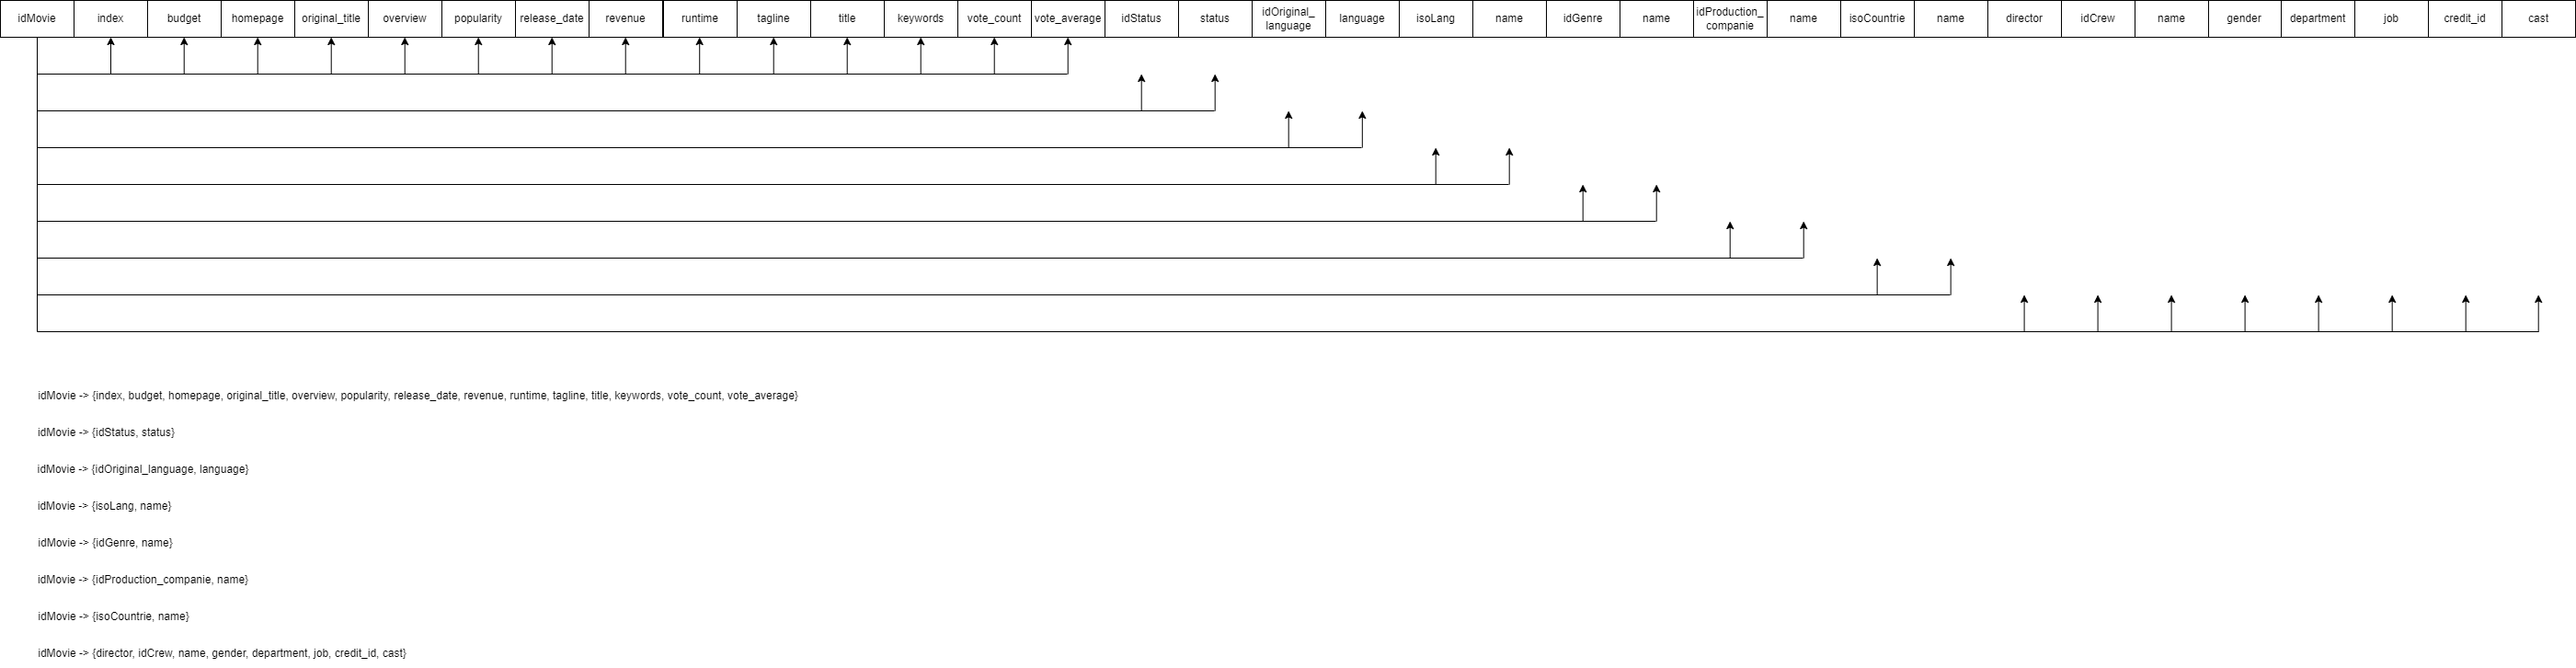 idMovie index budget homepage original_title overview popularity release_date revenue runtime tagline title keywords vote_count vote_average idStatus status idOriginal_ language language isoLang name idGenre name idProduction_ companie name isoCountrie name director idCrew name gender department job credit_id cast
idMovie -> {index, budget, homepage, original_title, overview, popularity, release_date, revenue, runtime, tagline, title, keywords, vote_count, vote_average}
idMovie -> {idStatus, status}
idMovie -> {idOriginal_language, language}
idMovie -> {isoLang, name}
idMovie -> {idGenre, name}
idMovie -> {idProduction_companie, name}
idMovie -> {isoCountrie, name}
idMovie -> {director, idCrew, name, gender, department, job, credit_id, cast}